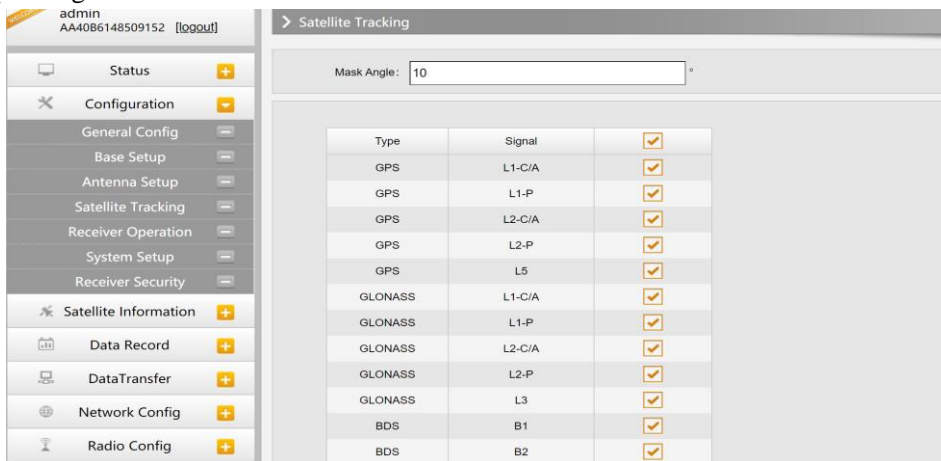 WELCOME
admin
AA40B6148509152 [logout]
Status
Configuration
General Config
Base Setup
Antenna Setup
Satellite Tracking
Receiver Operation
System Setup
Receiver Security
Satellite Information
Data Record
DataTransfer
Network Config
Radio Config
Satellite Tracking
Mask Angle: 10 °
Type Signal
GPS L1-C/A
GPS L1-P
GPS L2-C/A
GPS L2-P
GPS L5
GLONASS L1-C/A
GLONASS L1-P
GLONASS L2-C/A
GLONASS L2-P
GLONASS L3
BDS B1
BDS B2